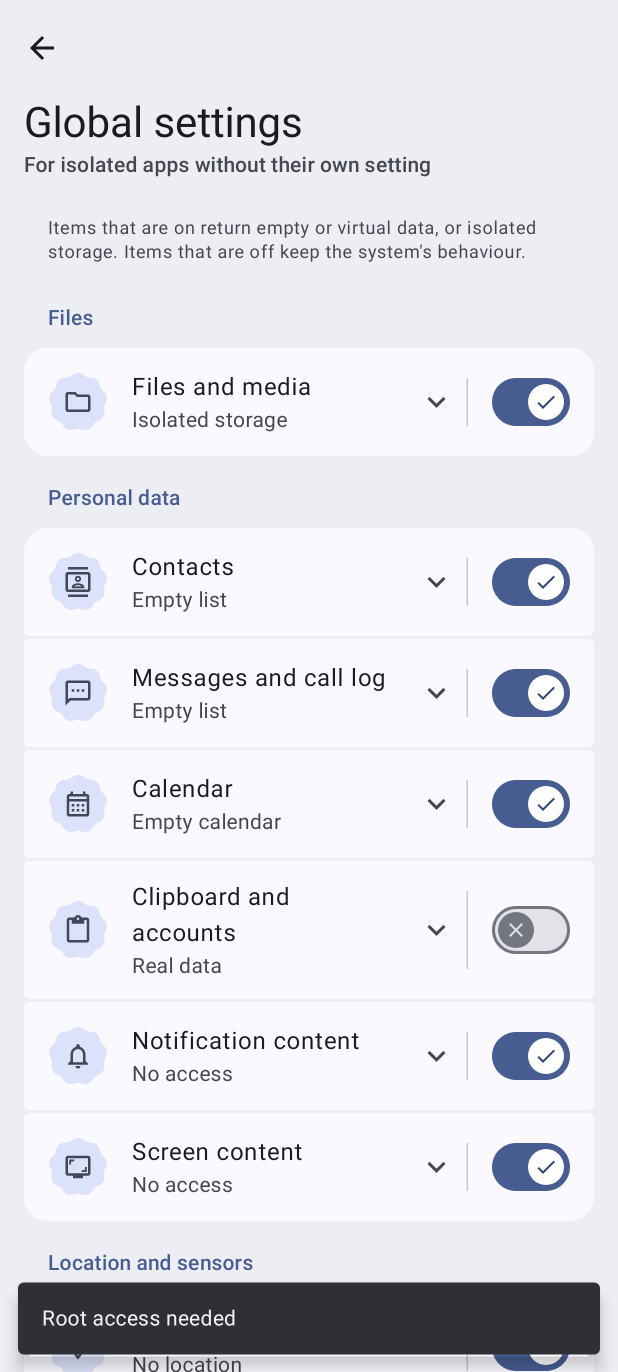 Global settings
For isolated apps without their own setting
Items that are on return empty or virtual data, or isolated
storage. Items that are off keep the system's behaviour.
Files
Files and media
Isolated storage
Personal data
Contacts
Empty list
Messages and call log
Empty list
Calendar
Empty calendar
Clipboard and
accounts
Real data
Notification content
No access
Screen content
No access
Location and sensors
Root access needed
No location